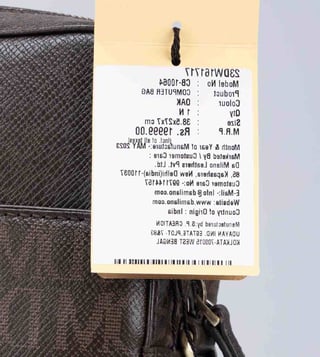 23DW1617117
Model No : CB-10064
Product : COMPUTER BAG
Colour : OAK
Qty : 1 N
Size : 38.5x27x7 cm
M.R.P. : Rs. 19999.00
(Incl. of all taxes)
Month & Year of Manufacture:- MAY 2023
Marketed By / Customer Care :
Da Milano Leathers Pvt. Ltd.
85, Kapashera, New Delhi(India)-110037
Customer Care No:- 9971144157
E-Mail:- info@damilano.com
Website : www.damilano.com
Country of Origin : India
Manufactured by:S.P. CREATION
UDAYAN IND. ESTATE,PLOT-7&8),
KOLKATA-700015 WEST BENGAL